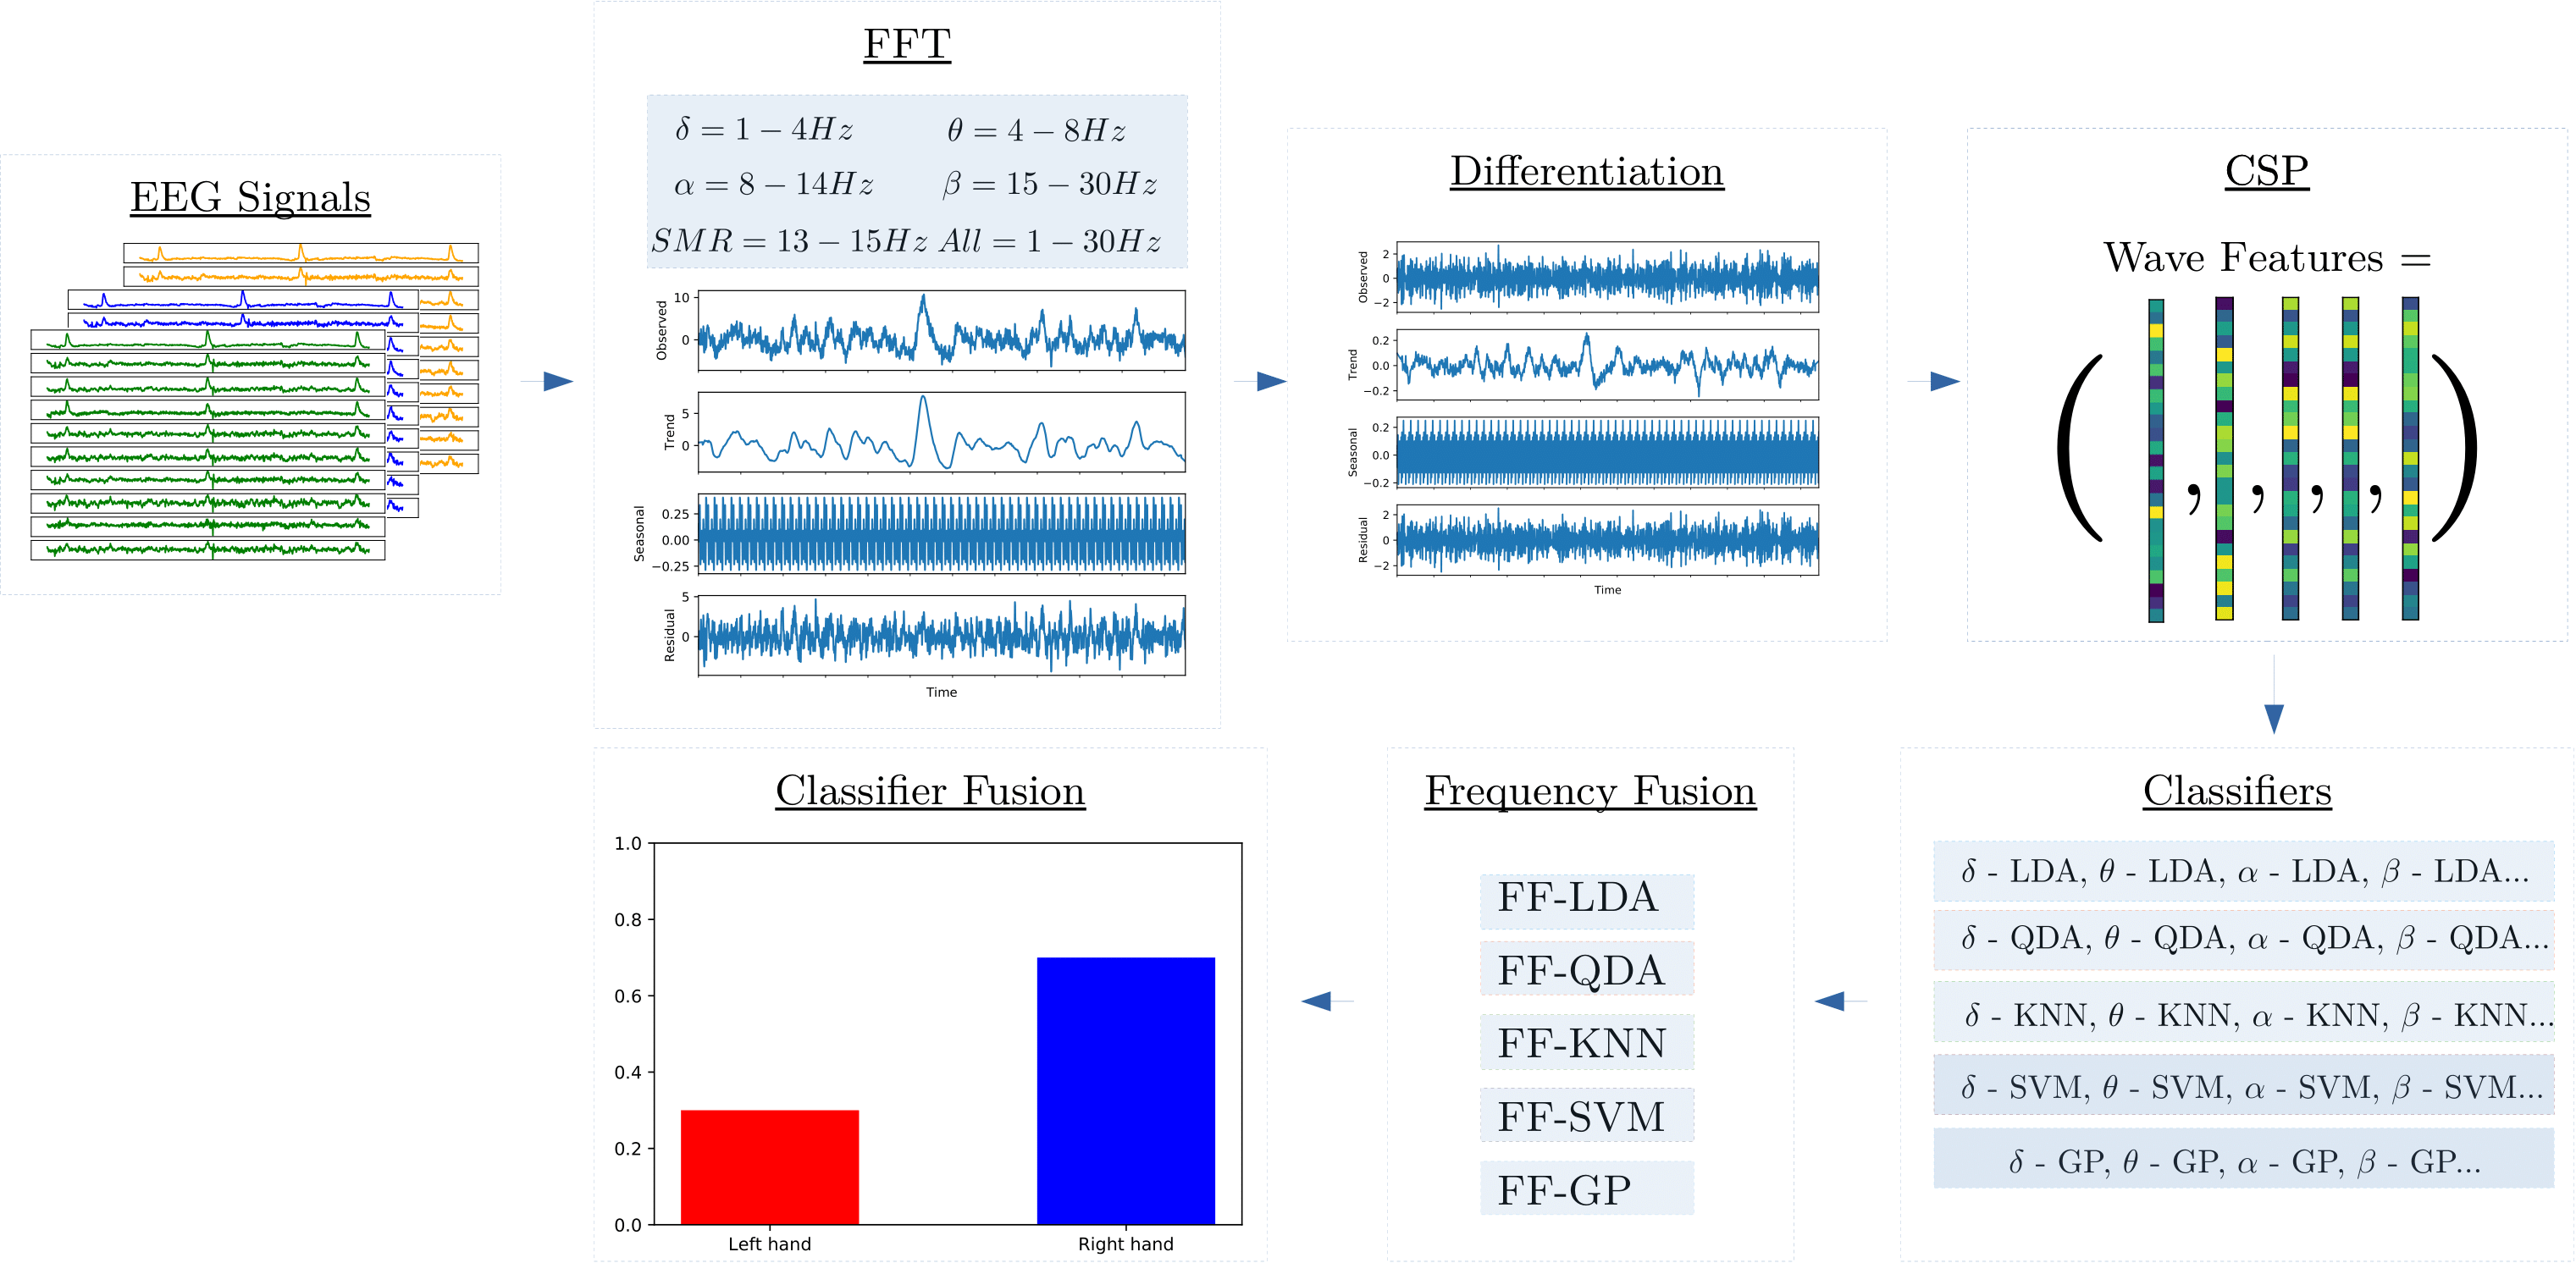 EEG Signals
FFT
δ = 1 − 4Hz
θ = 4 − 8Hz
α = 8 − 14Hz
β = 15 − 30Hz
SMR = 13 − 15Hz
All = 1 − 30Hz
Observed
10
0
Trend
5
0
Seasonal
0.25
0.00
−0.25
Residual
5
0
Time
Differentiation
Observed
2
0
−2
Trend
0.2
0.0
−0.2
Seasonal
0.2
0.0
−0.2
Residual
2
0
−2
Time
CSP
Wave Features =
( , , , , )
Classifiers
δ - LDA, θ - LDA, α - LDA, β - LDA...
δ - QDA, θ - QDA, α - QDA, β - QDA...
δ - KNN, θ - KNN, α - KNN, β - KNN...
δ - SVM, θ - SVM, α - SVM, β - SVM...
δ - GP, θ - GP, α - GP, β - GP...
Frequency Fusion
FF-LDA
FF-QDA
FF-KNN
FF-SVM
FF-GP
Classifier Fusion
1.0
0.8
0.6
0.4
0.2
0.0
Left hand
Right hand